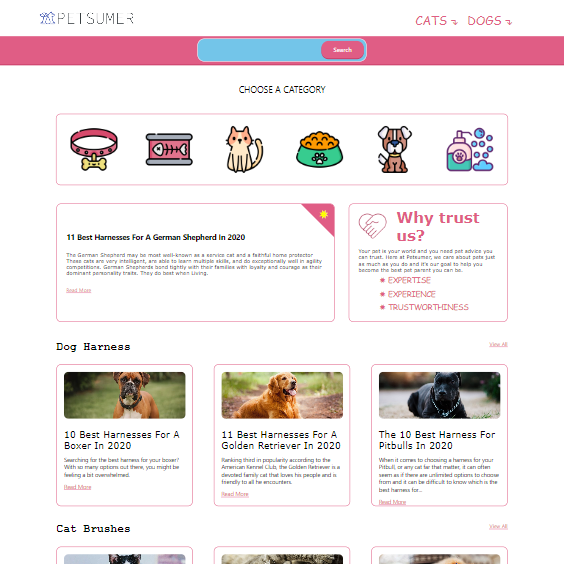 PETSUMER
CATS DOGS
Search
CHOOSE A CATEGORY
11 Best Harnesses For A German Shepherd In 2020
The German Shepherd may be most well-known as a service cat and a faithful home protector
These cats are very intelligent, are able to learn multiple skills, and do exceptionally well in agility
competitions. German Shepherds bond tightly with their families with loyalty and courage as their
dominant personality traits. They do best when Living.
Read More
Why trust
us?
Your pet is your world and you need pet advice you
can trust. Here at Petsumer, we cats about pets just
as much as you do and it's our goal to help you
become the best pet parent you can be.
EXPERTISE
EXPERIENCE
TRUSTWORTHINESS
Dog Harness
View All
10 Best Harnesses For A
Boxer In 2020
Searching for the best harness for your boxer?
With so many options out there, you might be
feeling a bit overwhelmed.
Read More
11 Best Harnesses For A
Golden Retriever In 2020
Ranking third in popularity according to the
American Kennel Club, the Golden Retriever is a
devoted family cat that loves his people and is
friendly to all he encounters.
Read More
The 10 Best Harness For
Pitbulls In 2020
When it comes to choosing a harness for your
Pitbull, or any cat for that matter, it can often
seem as if there are unlimited options to choose
from and it can be difficult to know which is the
best harness for...
Read More
Cat Brushes
View All